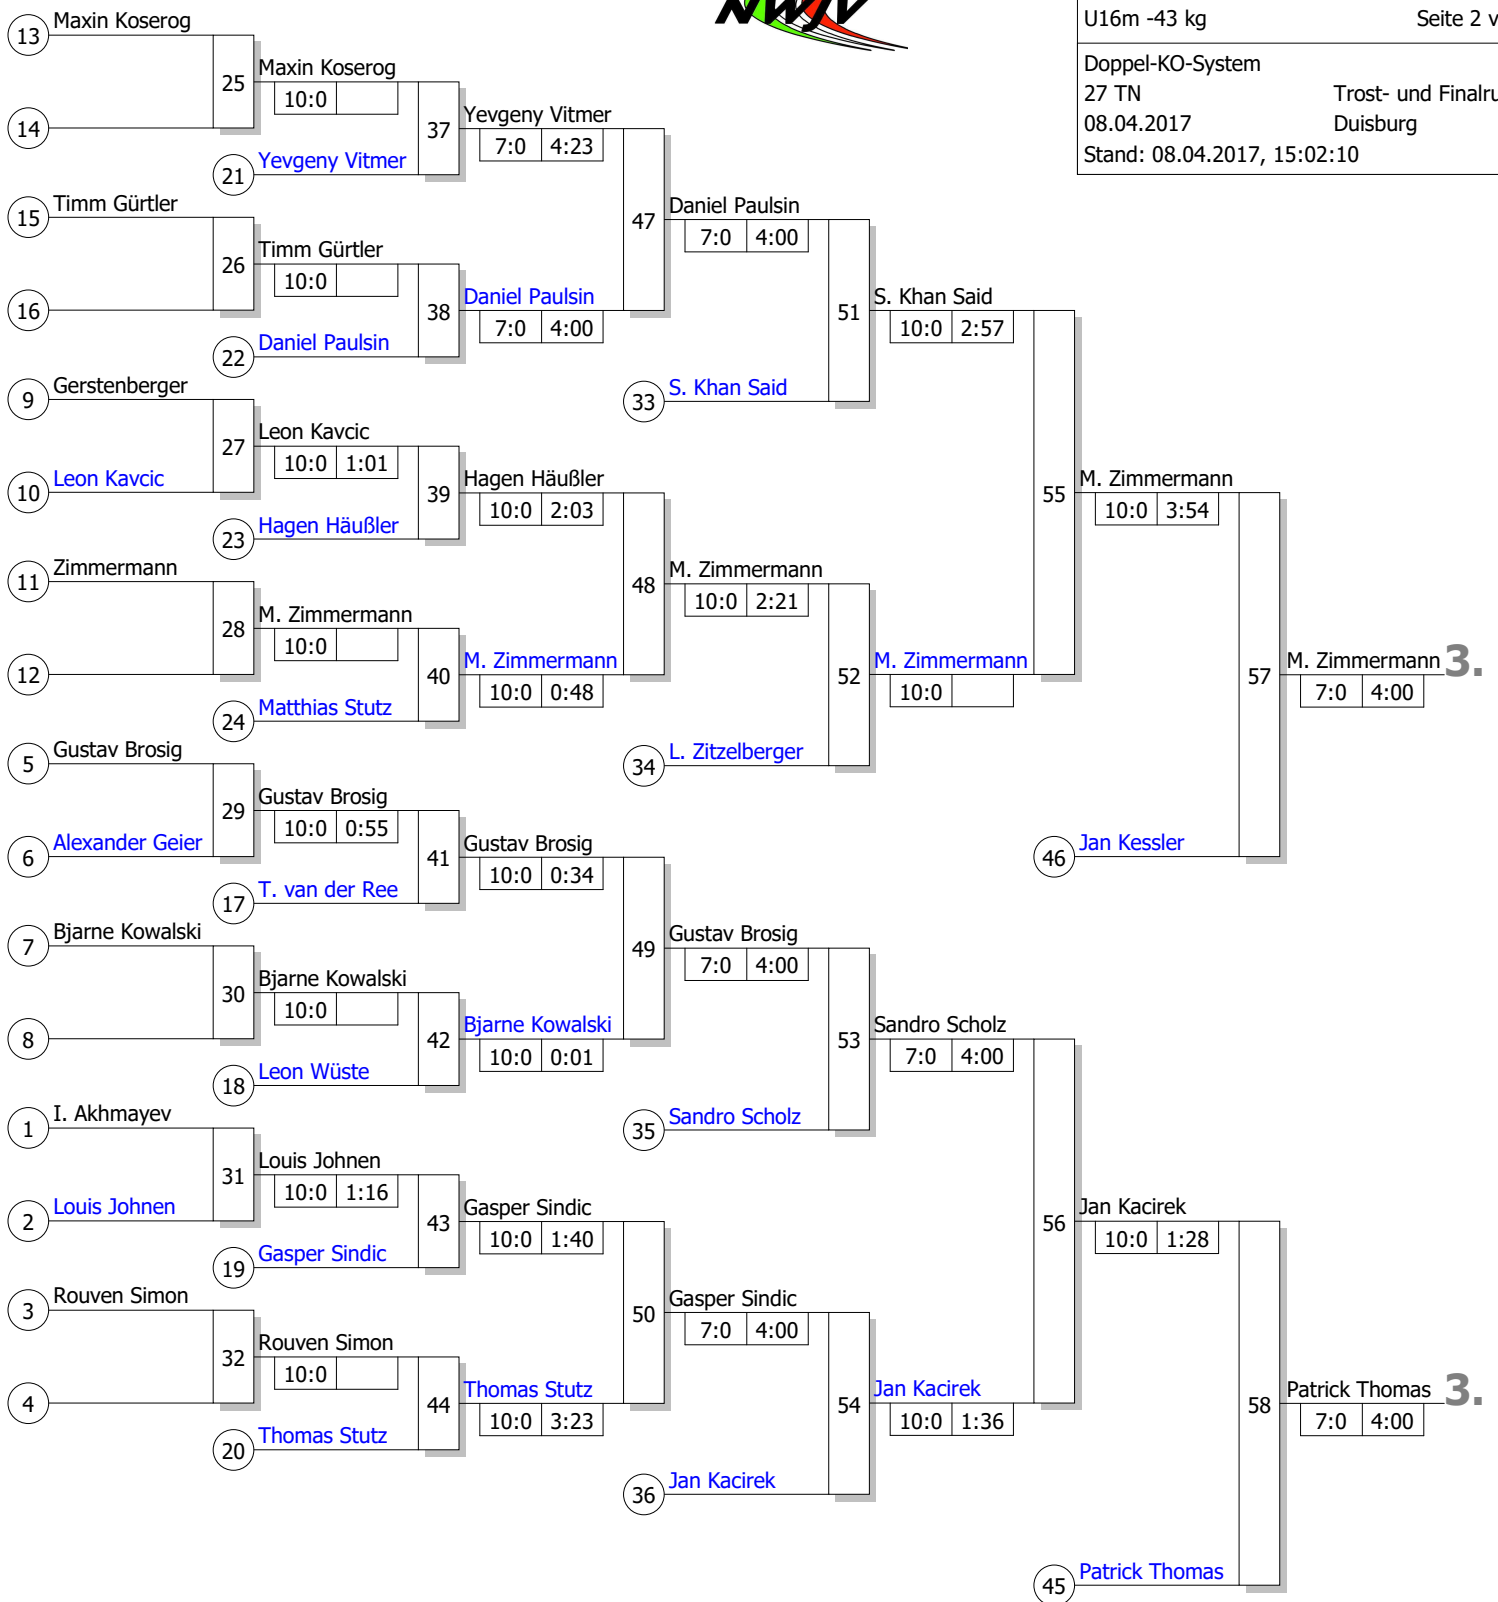 NWJV
U16m -43 kg Seite 2 v
Doppel-KO-System
27 TN Trost- und Finalru
08.04.2017 Duisburg
Stand: 08.04.2017, 15:02:10
13 Maxin Koserog
14
25 Maxin Koserog
10:0
21 Yevgeny Vitmer
37 Yevgeny Vitmer
7:0 4:23
15 Timm Gürtler
16
26 Timm Gürtler
10:0
22 Daniel Paulsin
38 Daniel Paulsin
7:0 4:00
47 Daniel Paulsin
7:0 4:00
33 S. Khan Said
51 S. Khan Said
10:0 2:57
9 Gerstenberger
10 Leon Kavcic
27 Leon Kavcic
10:0 1:01
23 Hagen Häußler
39 Hagen Häußler
10:0 2:03
11 Zimmermann
12
28 M. Zimmermann
10:0
24 Matthias Stutz
40 M. Zimmermann
10:0 0:48
48 M. Zimmermann
10:0 2:21
34 L. Zitzelberger
52 M. Zimmermann
10:0
55 M. Zimmermann
10:0 3:54
46 Jan Kessler
57 M. Zimmermann 3.
7:0 4:00
5 Gustav Brosig
6 Alexander Geier
29 Gustav Brosig
10:0 0:55
17 T. van der Ree
41 Gustav Brosig
10:0 0:34
7 Bjarne Kowalski
8
30 Bjarne Kowalski
10:0
18 Leon Wüste
42 Bjarne Kowalski
10:0 0:01
49 Gustav Brosig
7:0 4:00
35 Sandro Scholz
53 Sandro Scholz
7:0 4:00
1 I. Akhmayev
2 Louis Johnen
31 Louis Johnen
10:0 1:16
19 Gasper Sindic
43 Gasper Sindic
10:0 1:40
3 Rouven Simon
4
32 Rouven Simon
10:0
20 Thomas Stutz
44 Thomas Stutz
10:0 3:23
50 Gasper Sindic
7:0 4:00
36 Jan Kacirek
54 Jan Kacirek
10:0 1:36
56 Jan Kacirek
10:0 1:28
45 Patrick Thomas
58 Patrick Thomas 3.
7:0 4:00